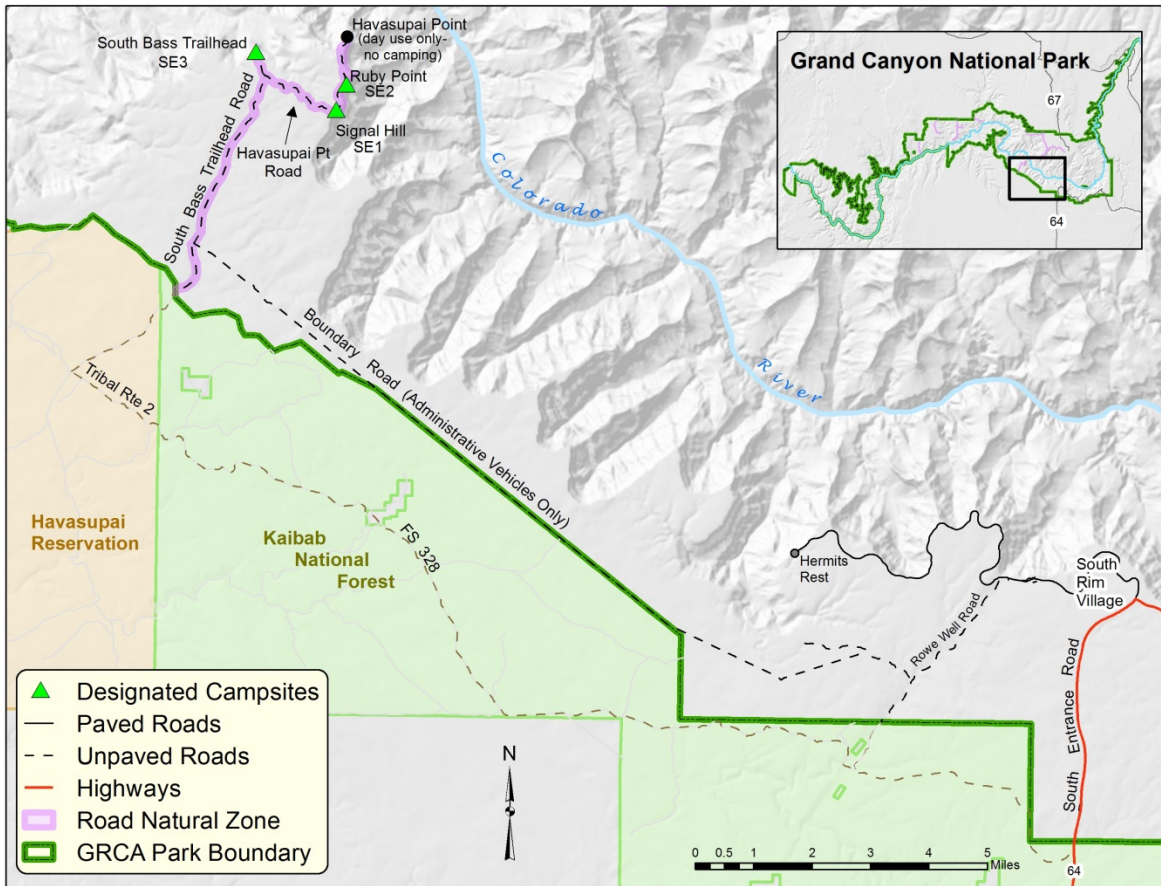 Havasupai Point
(day use only-
no camping)
South Bass Trailhead
SE3
Ruby Point
SE2
Signal Hill
SE1
Havasupai Pt
Road
South Bass Trailhead Road
Grand Canyon National Park
67
64
Colorado
River
Boundary Road (Administrative Vehicles Only)
Tribal Rte 2
Havasupai
Reservation
Kaibab
National
Forest
FS 328
Hermits
Rest
South
Rim
Village
Rowe Well Road
South Entrance Road
64
Designated Campsites
Paved Roads
Unpaved Roads
Highways
Road Natural Zone
GRCA Park Boundary
N
0 0.5 1 2 3 4 5
Miles